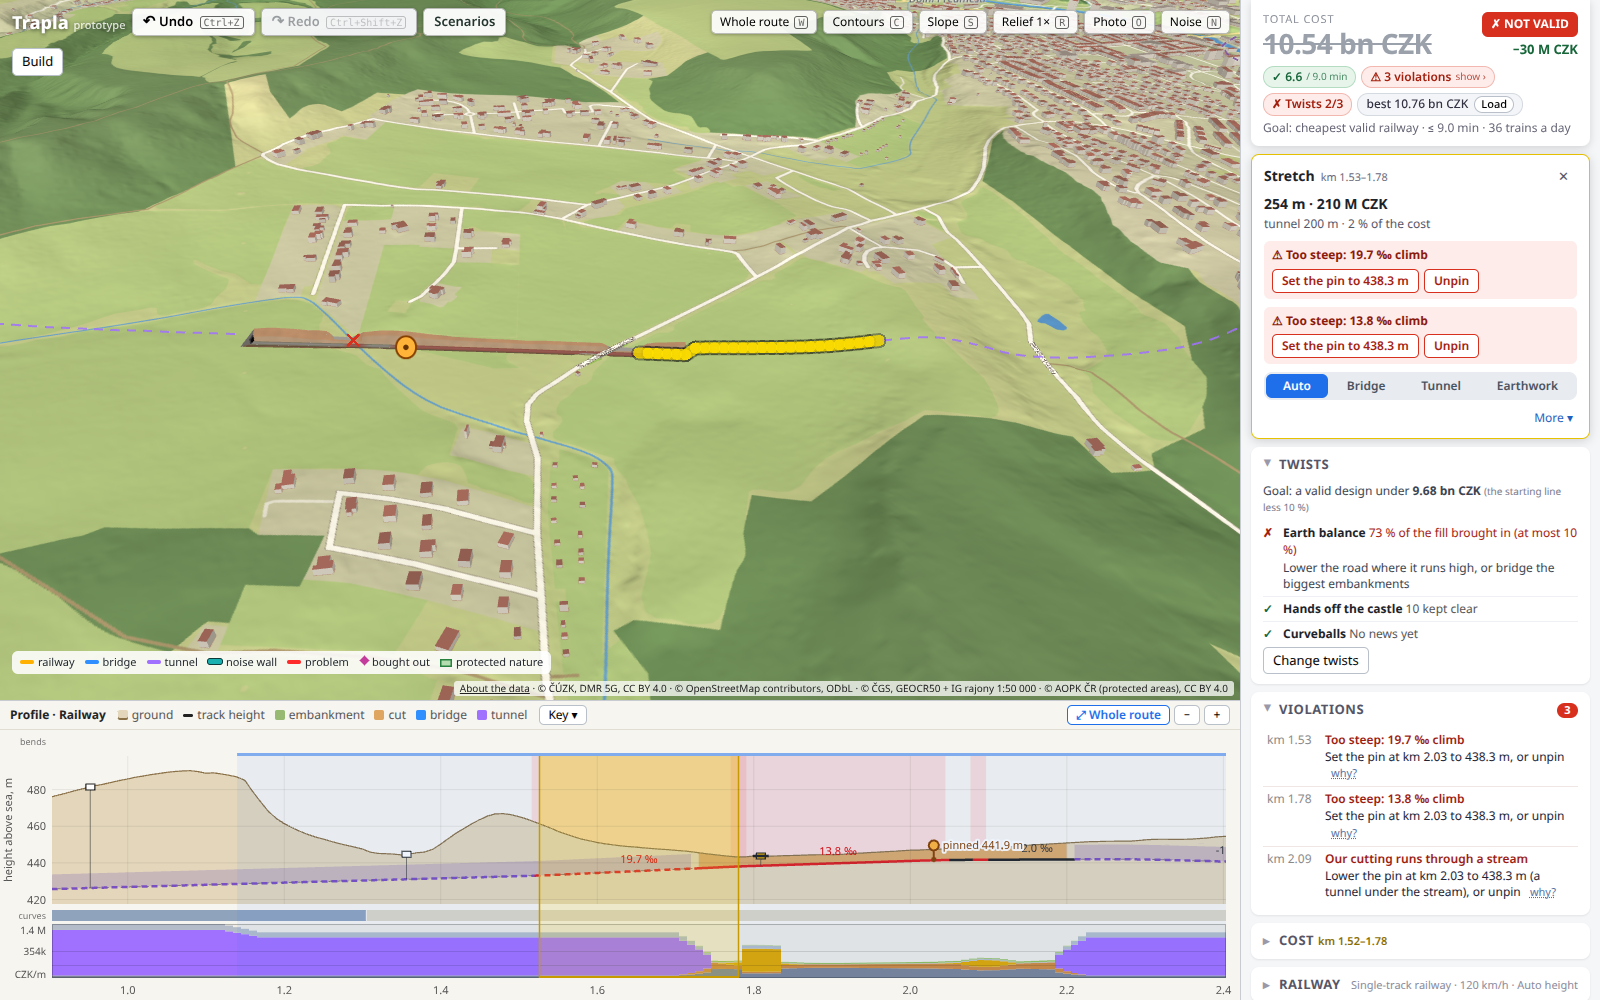 Trapla prototype
↶ Undo Ctrl+Z
↷ Redo Ctrl+Shift+Z
Scenarios
Whole route W
Contours C
Slope S
Relief 1× R
Photo O
Noise N
Build
railway
bridge
tunnel
noise wall
problem
bought out
protected nature
About the data · © ČÚZK, DMR 5G, CC BY 4.0 · © OpenStreetMap contributors, ODbL · © ČGS, GEOCR50 + IG rajony 1:50 000 · © AOPK ČR (protected areas), CC BY 4.0
Profile · Railway
ground
track height
embankment
cut
bridge
tunnel
Key ▾
⤢ Whole route
−
+
bends
height above sea, m
480
460
440
420
19.7 ‰
13.8 ‰
pinned 441.9 m
2.0 ‰
-1
curves
1.4 M
354k
CZK/m
1.0
1.2
1.4
1.6
1.8
2.0
2.2
2.4
TOTAL COST
✗ NOT VALID
10.54 bn CZK
−30 M CZK
✓ 6.6 / 9.0 min
⚠ 3 violations show ›
✗ Twists 2/3
best 10.76 bn CZK Load
Goal: cheapest valid railway · ≤ 9.0 min · 36 trains a day
Stretch km 1.53–1.78
✕
254 m · 210 M CZK
tunnel 200 m · 2 % of the cost
⚠ Too steep: 19.7 ‰ climb
Set the pin to 438.3 m
Unpin
⚠ Too steep: 13.8 ‰ climb
Set the pin to 438.3 m
Unpin
Auto
Bridge
Tunnel
Earthwork
More ▾
▼ TWISTS
Goal: a valid design under 9.68 bn CZK (the starting line
less 10 %)
✗ Earth balance 73 % of the fill brought in (at most 10
%)
Lower the road where it runs high, or bridge the
biggest embankments
✓ Hands off the castle 10 kept clear
✓ Curveballs No news yet
Change twists
▼ VIOLATIONS
3
km 1.53 Too steep: 19.7 ‰ climb
Set the pin at km 2.03 to 438.3 m, or unpin
why?
km 1.78 Too steep: 13.8 ‰ climb
Set the pin at km 2.03 to 438.3 m, or unpin
why?
km 2.09 Our cutting runs through a stream
Lower the pin at km 2.03 to 438.3 m (a
tunnel under the stream), or unpin why?
▶ COST km 1.52–1.78
▶ RAILWAY Single-track railway · 120 km/h · Auto height